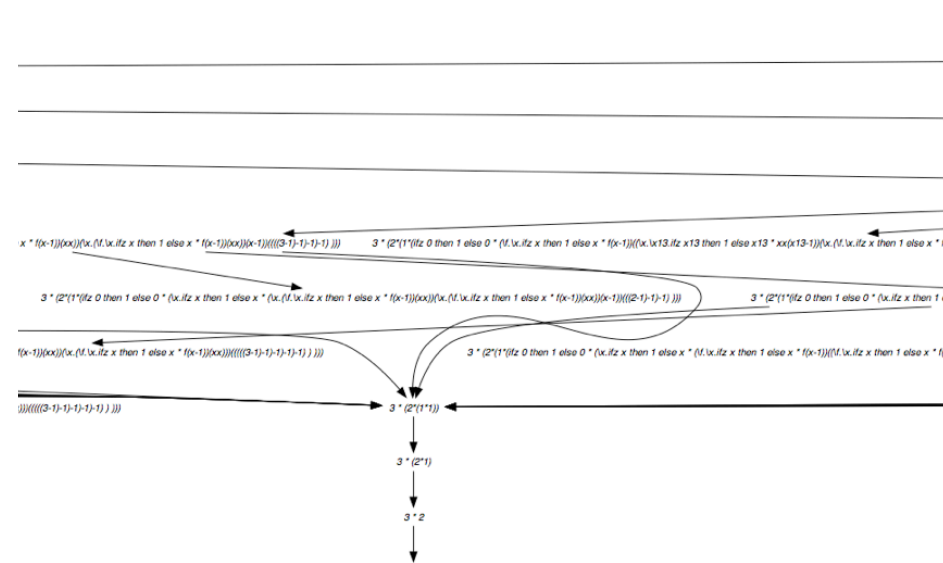 x * f(x-1))(xx))(\x.(\f.\x.ifz x then 1 else x * f(x-1))(xx))(x-1))((((3-1)-1)-1)-1) )))
3 * (2*(1*(ifz 0 then 1 else 0 * (\f.\x.ifz x then 1 else x * f(x-1))((\x.\x13.ifz x13 then 1 else x13 * xx(x13-1))(\x.(\f.\x.ifz x then 1 else x *
3 * (2*(1*(ifz 0 then 1 else 0 * (\x.ifz x then 1 else x * (\x.(\f.\x.ifz x then 1 else x * f(x-1))(xx))(\x.(\f.\x.ifz x then 1 else x * f(x-1))(xx))(x-1))(((2-1)-1)-1) )))
3 * (2*(1*(ifz 0 then 1 else 0 * (\x.ifz x then 1
f(x-1))(xx))(\x.(\f.\x.ifz x then 1 else x * f(x-1))(xx)))(((((3-1)-1)-1)-1)-1) ) )))
3 * (2*(1*(ifz 0 then 1 else 0 * (\x.ifz x then 1 else x * (\f.\x.ifz x then 1 else x * f(x-1))((\f.\x.ifz x then 1 else x *
)))(((((3-1)-1)-1)-1)-1) ) )))
3 * (2*(1*1))
3 * (2*1)
3 * 2